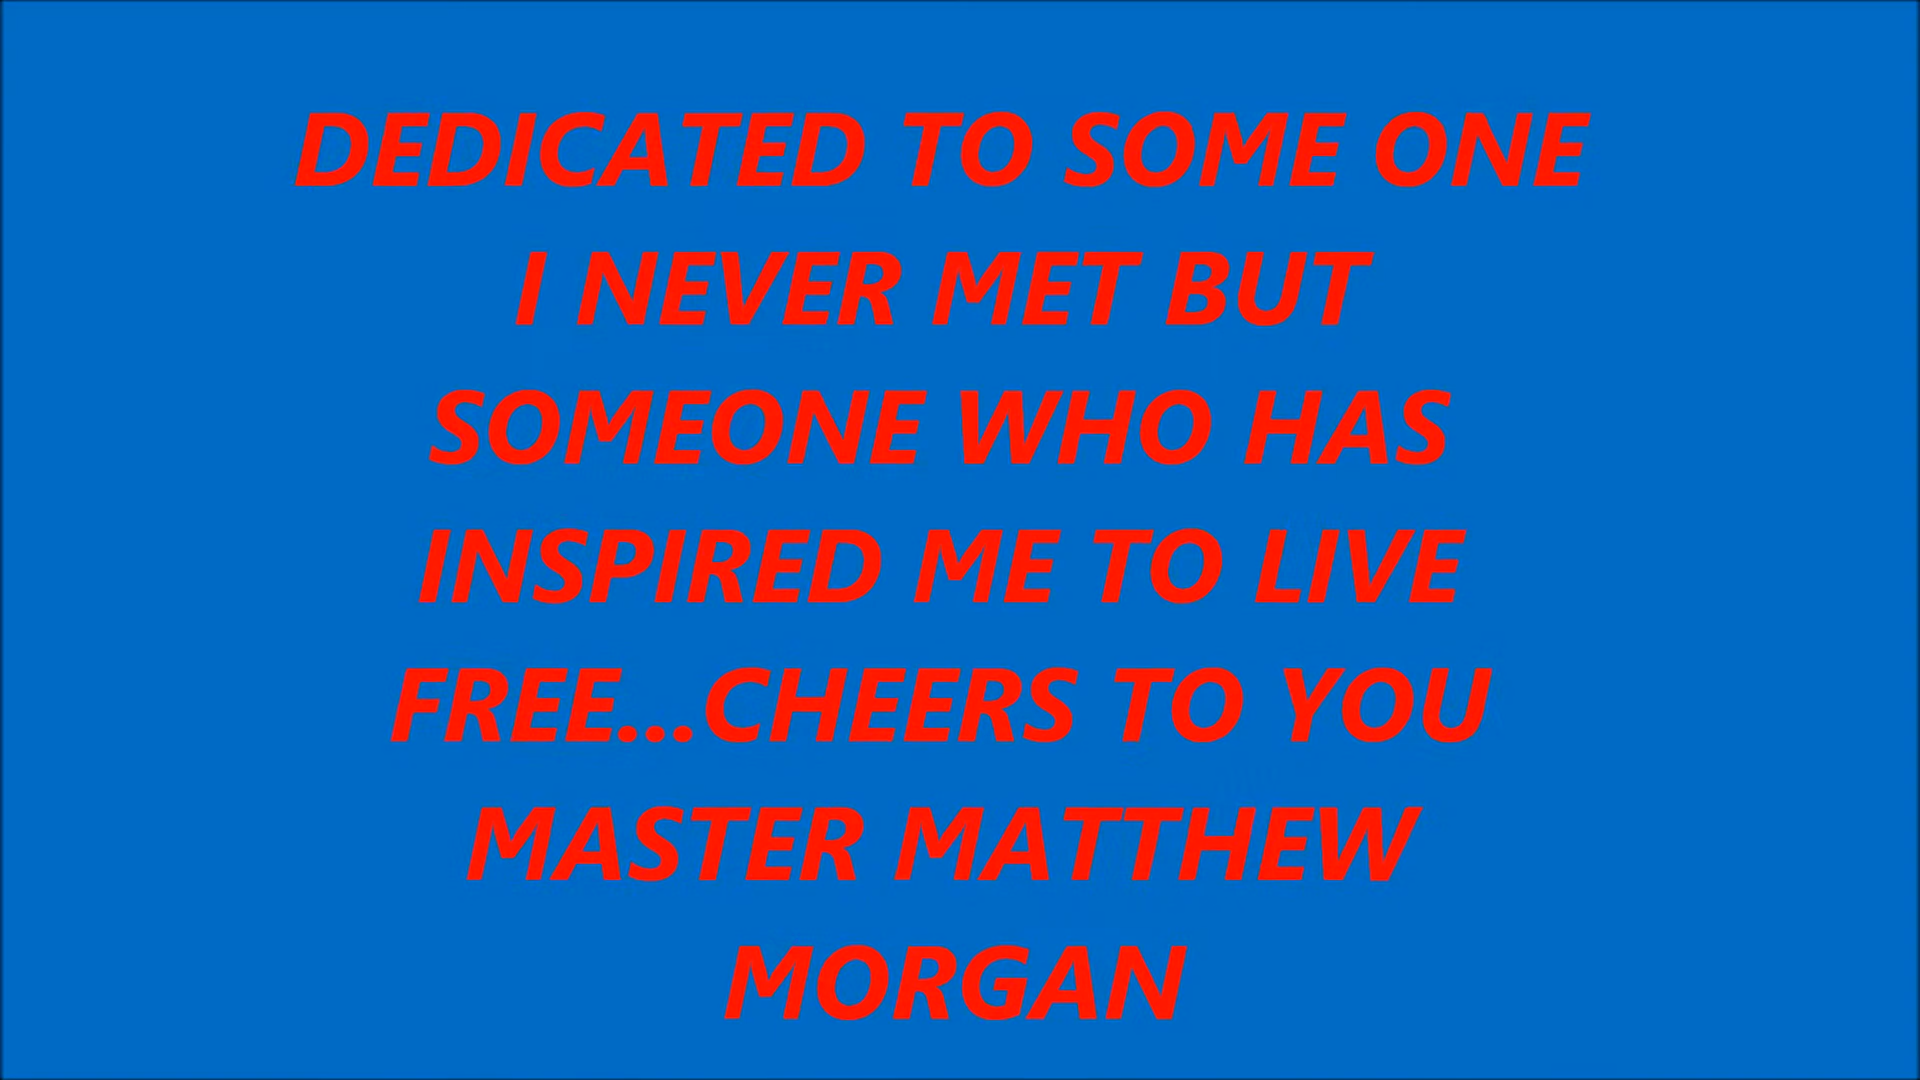 DEDICATED TO SOME ONE
I NEVER MET BUT
SOMEONE WHO HAS
INSPIRED ME TO LIVE
FREE...CHEERS TO YOU
MASTER MATTHEW
MORGAN